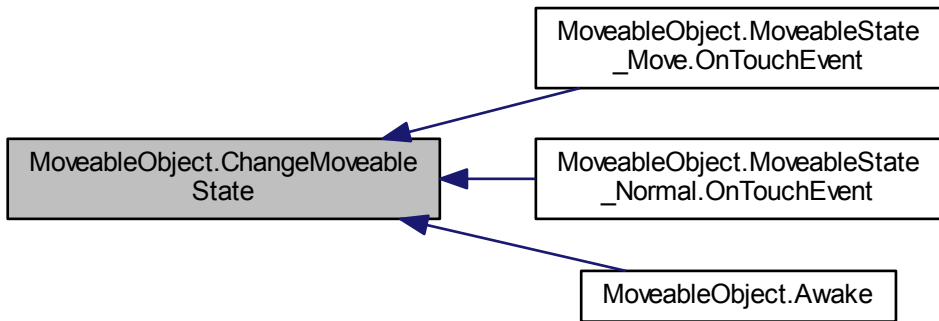 MoveableObject.MoveableState
_Move.OnTouchEvent
MoveableObject.ChangeMoveable
State
MoveableObject.MoveableState
_Normal.OnTouchEvent
MoveableObject.Awake